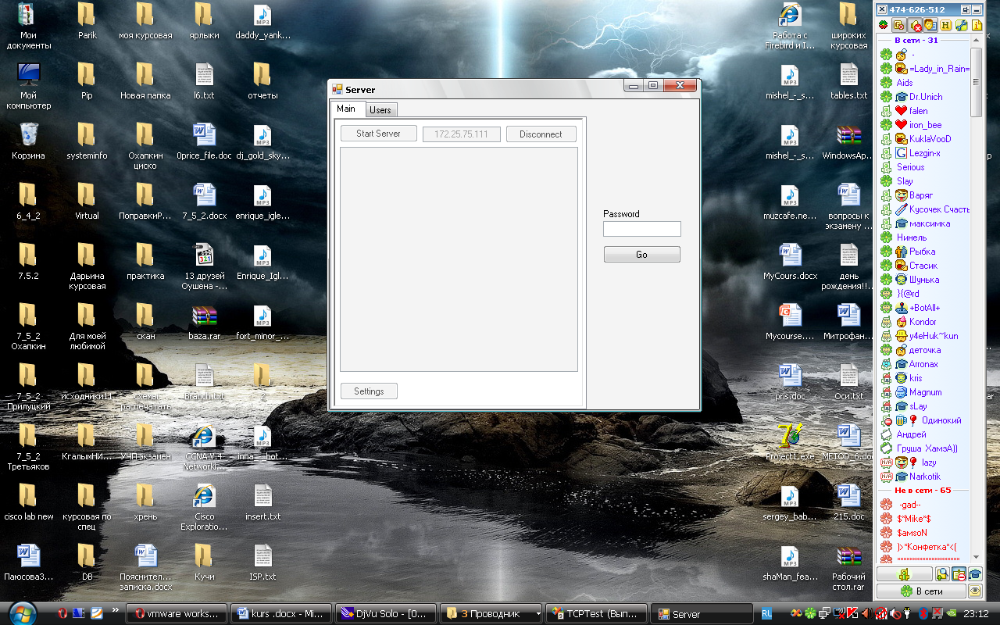 Мои документы
Parik
моя курсовая
ярлыки
daddy_yank...
Мой компьютер
Pip
Новая папка
l6.txt
отчеты
Корзина
systeminfo
Охапкин циско
0price_file.doc
dj_gold_sky...
6_4_2
Virtual
ПоправкиР...
7_5_2.docx
enrique_igle...
7.5.2
Дарьина курсовая
практика
13 друзей Оушена -...
Enrique_Igl...
7_5_2 Охапкин
Для моей любимой
скан
baza.rar
fort_minor_...
7_5_2 Прилуцкий
исходники11
схемы распечатать
Branch.txt
2
7_5_2 Третьяков
КгалымНИ...
УЧП экзамен
CCNA V.4 Networki...
inna_-_hot...
cisco lab new
курсовая по спец
хрень
Cisco Exploratio...
insert.txt
Паюсова3...
DB
Пояснител... записка.docx
Кучи
ISP.txt
Server
Main
Users
Start Server
172.25.75.111
Disconnect
Password
Go
Settings
Работа с Firebird и I...
широких курсовая
mishel_-_s...
tables.txt
mishel_-_s...
WindowsAp...
muzcafe.ne...
вопросы к экзамену ...
MyCours.docx
день рождения!!...
Mycourse....
Митрофан...
pris.doc
Оси.txt
Project1.exe
METOD_6.do
sergey_bab...
215.doc
shaMan_fea...
Рабочий стол.rar
474-626-512
В сети - 31
-
=Lady_in_Rain=
Aids
Dr.Unich
falen
iron_bee
KuklaVooD
Lezgin-x
Serious
Slay
Варяг
Кусочек Счасть
максимка
Нинель
Рыбка
Стасик
Шунька
}{@rd
+BotAll+
Kondor
y4eHuk~kun
деточка
Arronax
kris
Magnum
sLay
Одинокий
Андрей
Груша ХамзА))
lazy
Narkotik
Не в сети - 65
-gad--
$*Mike*$
$amsoN
)>*Конфетка*<(
В сети
vmware works...
kurs .docx - Mi...
DjVu Solo - [0...
3 Проводник
TCPTest (Вып...
Server
RL
23:12